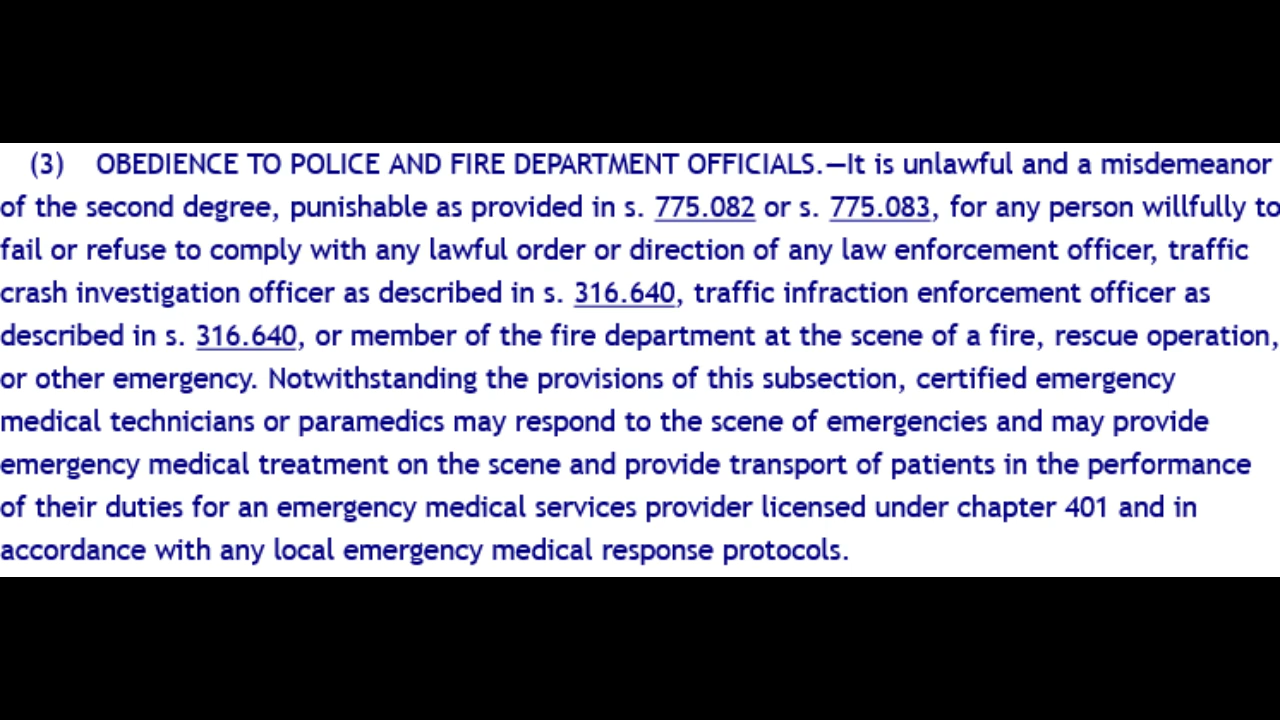 (3) OBEDIENCE TO POLICE AND FIRE DEPARTMENT OFFICIALS.—It is unlawful and a misdemeanor
of the second degree, punishable as provided in s. 775.082 or s. 775.083, for any person willfully to
fail or refuse to comply with any lawful order or direction of any law enforcement officer, traffic
crash investigation officer as described in s. 316.640, traffic infraction enforcement officer as
described in s. 316.640, or member of the fire department at the scene of a fire, rescue operation,
or other emergency. Notwithstanding the provisions of this subsection, certified emergency
medical technicians or paramedics may respond to the scene of emergencies and may provide
emergency medical treatment on the scene and provide transport of patients in the performance
of their duties for an emergency medical services provider licensed under chapter 401 and in
accordance with any local emergency medical response protocols.